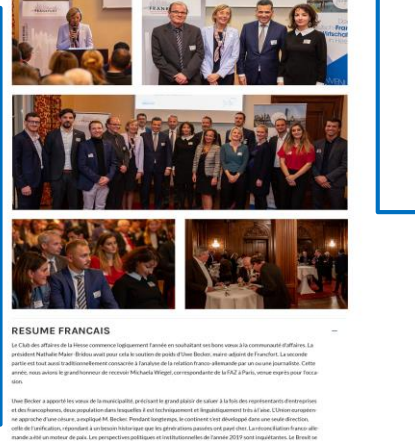 FRANKFURT
RESUME FRANCAIS
Le Club des affaires de la Hesse commence logiquement l'année en souhaitant ses bons vœux à la communauté d'affaires. La
présidente Nathalie Maier-Bridou avait pour cela le soutien de poids d'Uwe Becker, maire-adjoint de Francfort. La seconde
partie est tout aussi traditionnellement consacrée à l'analyse de la relation franco-allemande par un ou une journaliste. Cette
année, nous avions le grand honneur de recevoir Michaela Wiegel, correspondante de la FAZ à Paris, venue exprès pour l'occa-
sion.
Uwe Becker a apporté les vœux de la municipalité, précisant le grand plaisir de saluer à la fois des représentants d'entreprises
et des francophones, deux population dans lesquelles il est techniquement et linguistiquement très à l'aise. L'Union européen-
ne approche d'une césure, a expliqué M. Becker. Pendant longtemps, le continent s'est développé dans une seule direction,
celle de l'unification, répondant à un besoin historique que les générations passées ont payé cher. La réconciliation franco-alle-
mande a été un moteur de paix. Les perspectives politiques et institutionnelles de l'année 2019 sont inquiétantes. Le Brexit se